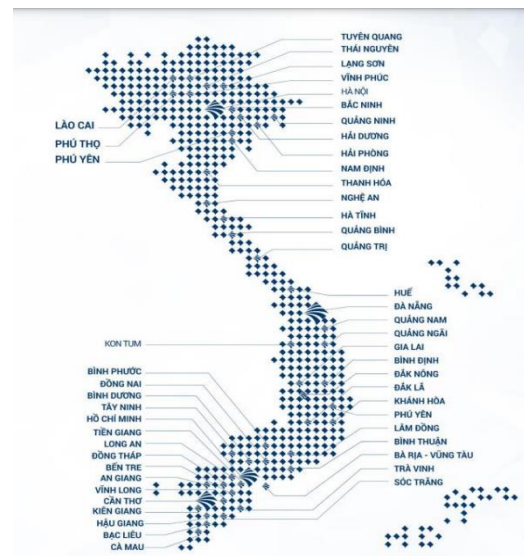 TUYÊN QUANG
THÁI NGUYÊN
LẠNG SƠN
VĨNH PHÚC
HÀ NỘI
BẮC NINH
QUẢNG NINH
HẢI DƯƠNG
HẢI PHÒNG
NAM ĐỊNH
THANH HÓA
NGHỆ AN
HÀ TĨNH
QUẢNG BÌNH
QUẢNG TRỊ
LÀO CAI
PHÚ THỌ
PHÚ YÊN
HUẾ
ĐÀ NẴNG
QUẢNG NAM
QUẢNG NGÃI
GIA LAI
BÌNH ĐỊNH
ĐẮK NÔNG
ĐẮK LĂ
KHÁNH HÒA
PHÚ YÊN
LÂM ĐỒNG
BÌNH THUẬN
BÀ RỊA - VŨNG TÀU
TRÀ VINH
SÓC TRĂNG
KON TUM
BÌNH PHƯỚC
ĐỒNG NAI
BÌNH DƯƠNG
TÂY NINH
HỒ CHÍ MINH
TIỀN GIANG
LONG AN
ĐỒNG THÁP
BẾN TRE
AN GIANG
VĨNH LONG
CẦN THƠ
KIÊN GIANG
HẬU GIANG
BẠC LIÊU
CÀ MAU